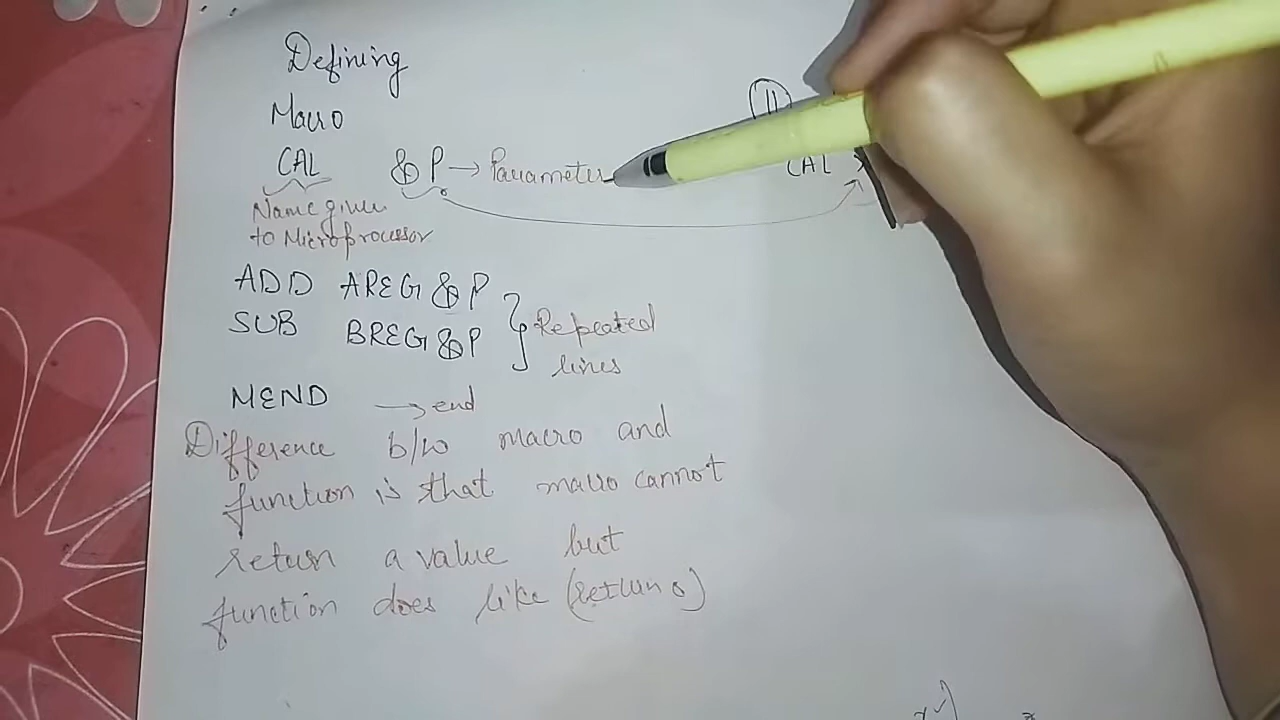 Defining
Macro
CAL &P → Parameter
Name given
to Microprocessor
ADD AREG &P
SUB BREG &P
Repeated
lines
MEND → end
Difference b/w macro and
function is that macro cannot
return a value but
function does like (return 0)
11
CAL